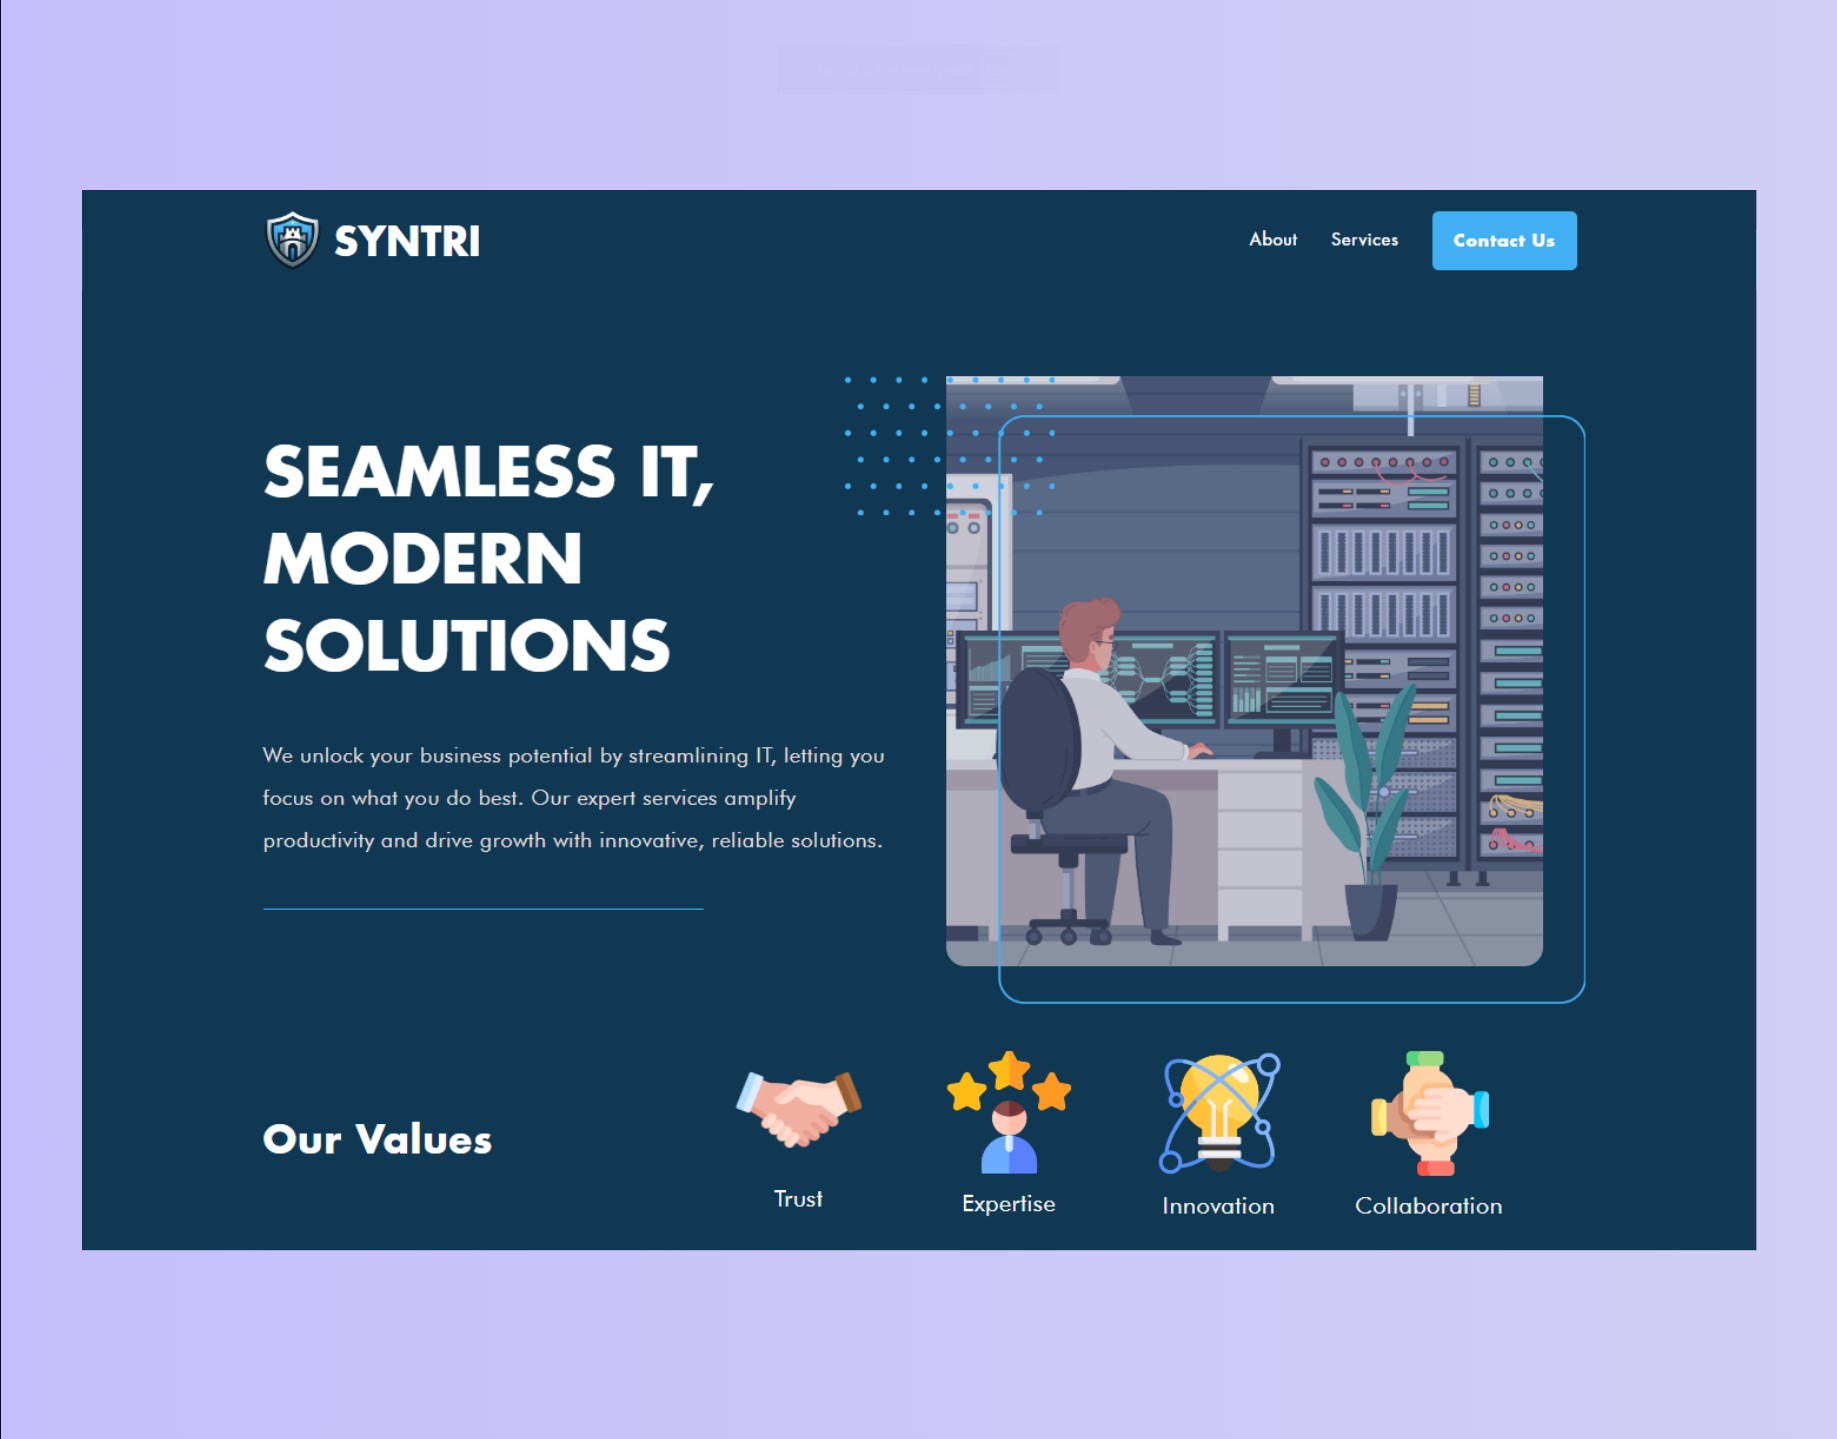 SYNTRI
About
Services
Contact Us
SEAMLESS IT,
MODERN
SOLUTIONS
We unlock your business potential by streamlining IT, letting you
focus on what you do best. Our expert services amplify
productivity and drive growth with innovative, reliable solutions.
Our Values
Trust
Expertise
Innovation
Collaboration